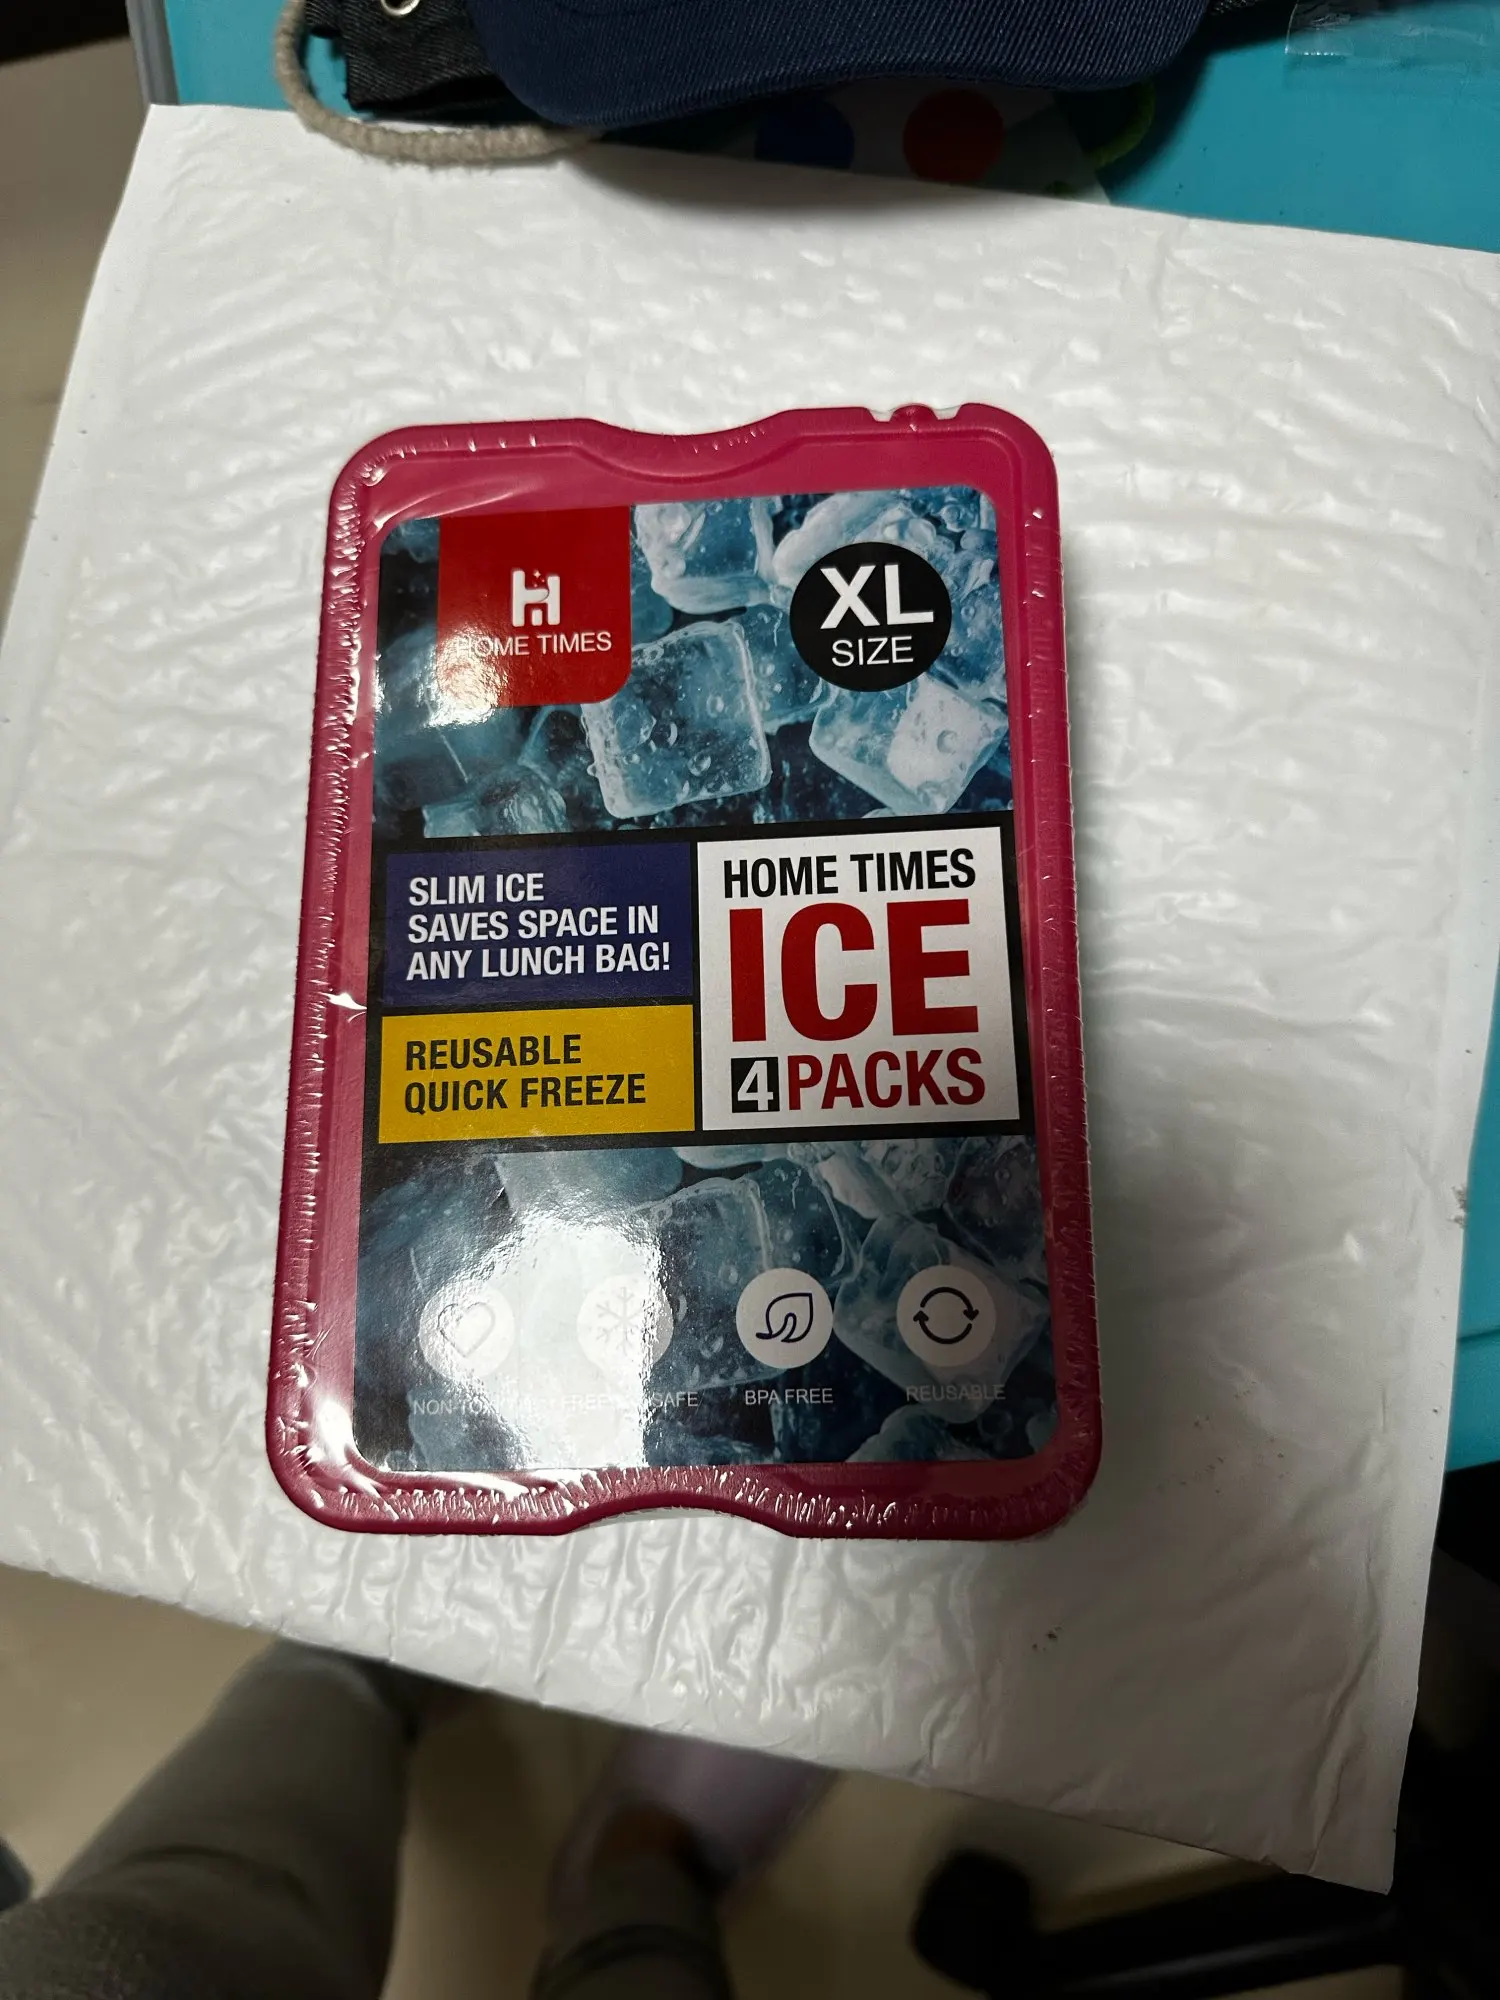 HOME TIMES
XL
SIZE
SLIM ICE
SAVES SPACE IN
ANY LUNCH BAG!
REUSABLE
QUICK FREEZE
HOME TIMES
ICE
4 PACKS
SAFE
BPA FREE
REUSABLE